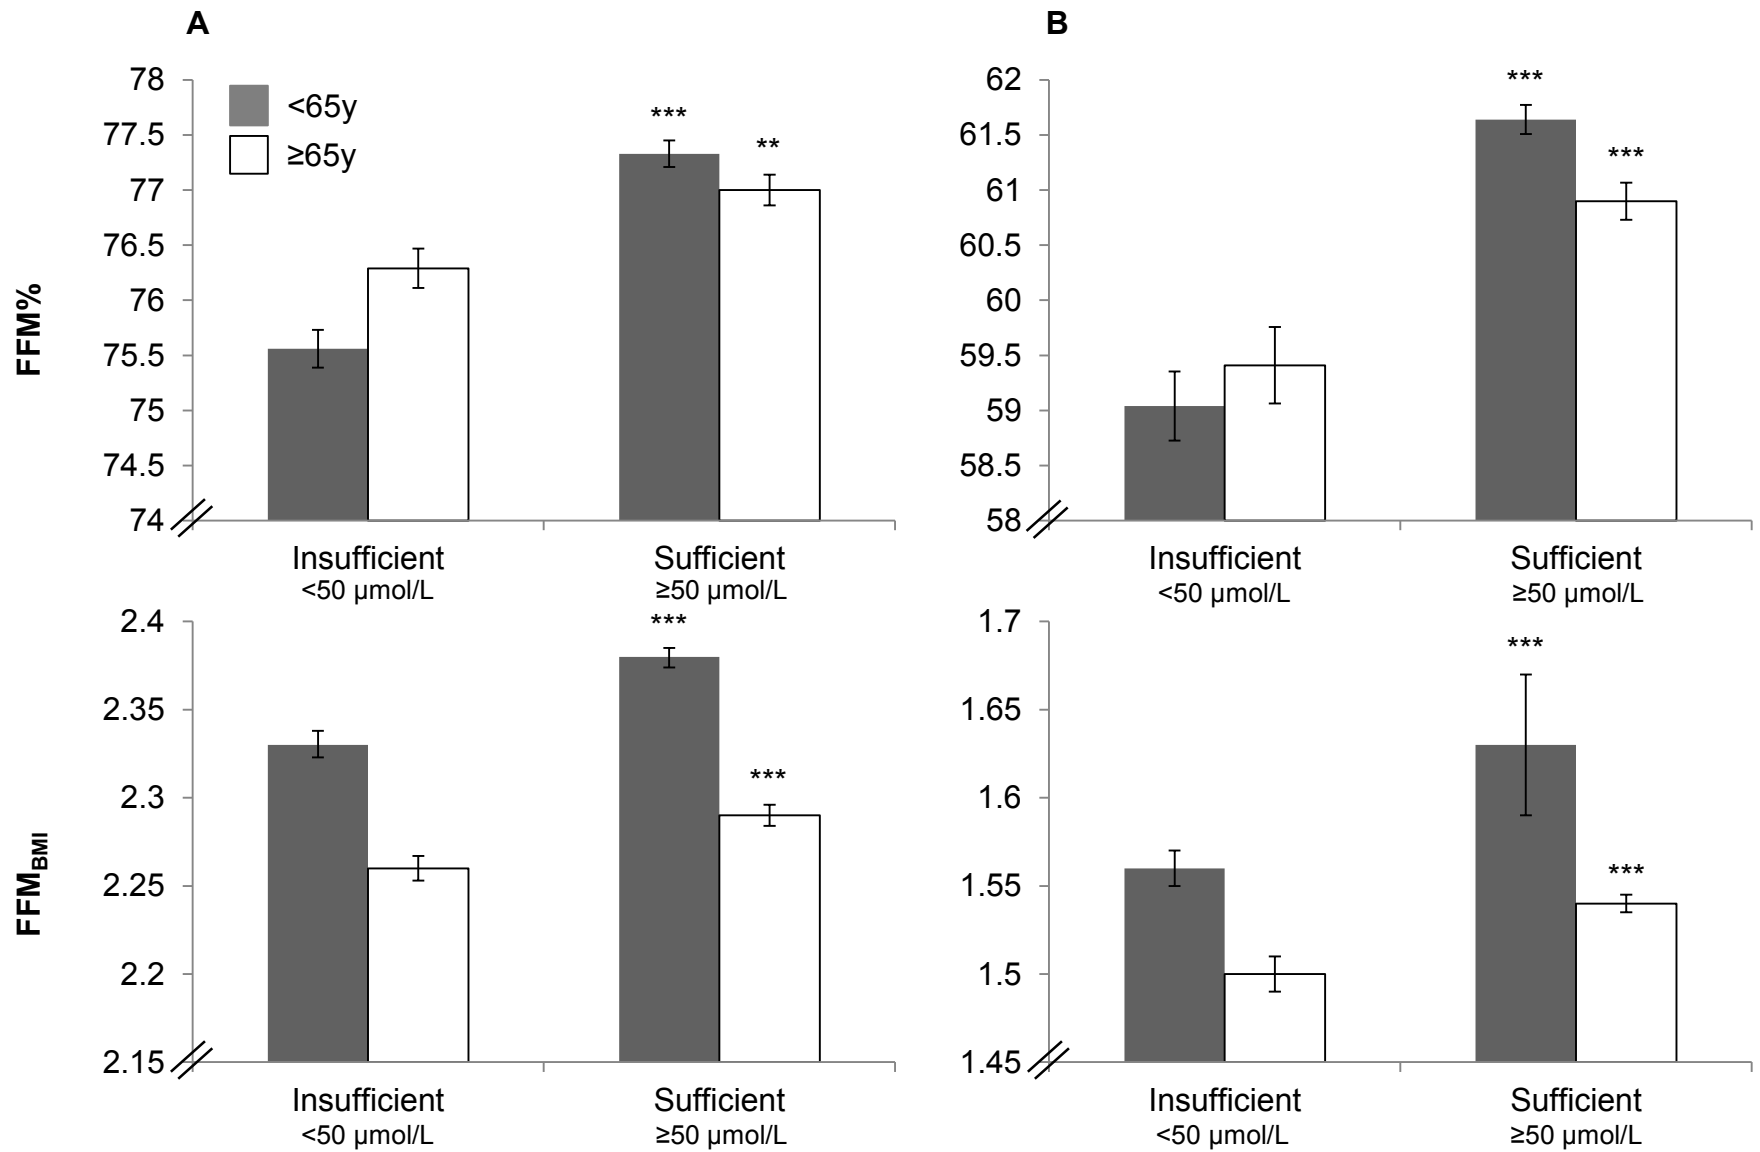 A
B
FFM%
78
77.5
77
76.5
76
75.5
75
74.5
74
<65y
≥65y
***
**
Insufficient
<50 µmol/L
Sufficient
≥50 µmol/L
62
61.5
61
60.5
60
59.5
59
58.5
58
***
***
Insufficient
<50 µmol/L
Sufficient
≥50 µmol/L
FFMBMI
2.4
2.35
2.3
2.25
2.2
2.15
***
***
Insufficient
<50 µmol/L
Sufficient
≥50 µmol/L
1.7
1.65
1.6
1.55
1.5
1.45
***
***
Insufficient
<50 µmol/L
Sufficient
≥50 µmol/L